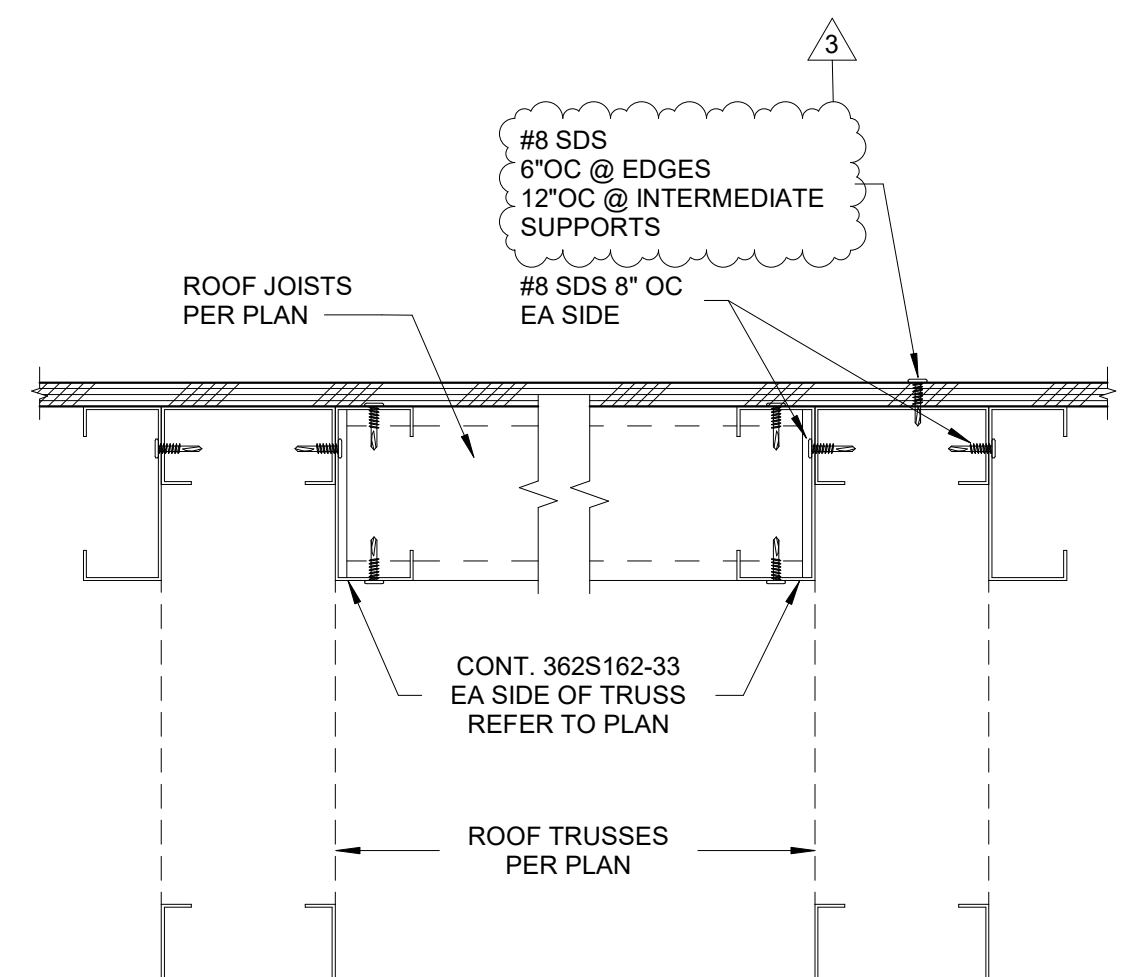 3
#8 SDS
6"OC @ EDGES
12"OC @ INTERMEDIATE
SUPPORTS
#8 SDS 8" OC
EA SIDE
ROOF JOISTS
PER PLAN
CONT. 362S162-33
EA SIDE OF TRUSS
REFER TO PLAN
ROOF TRUSSES
PER PLAN